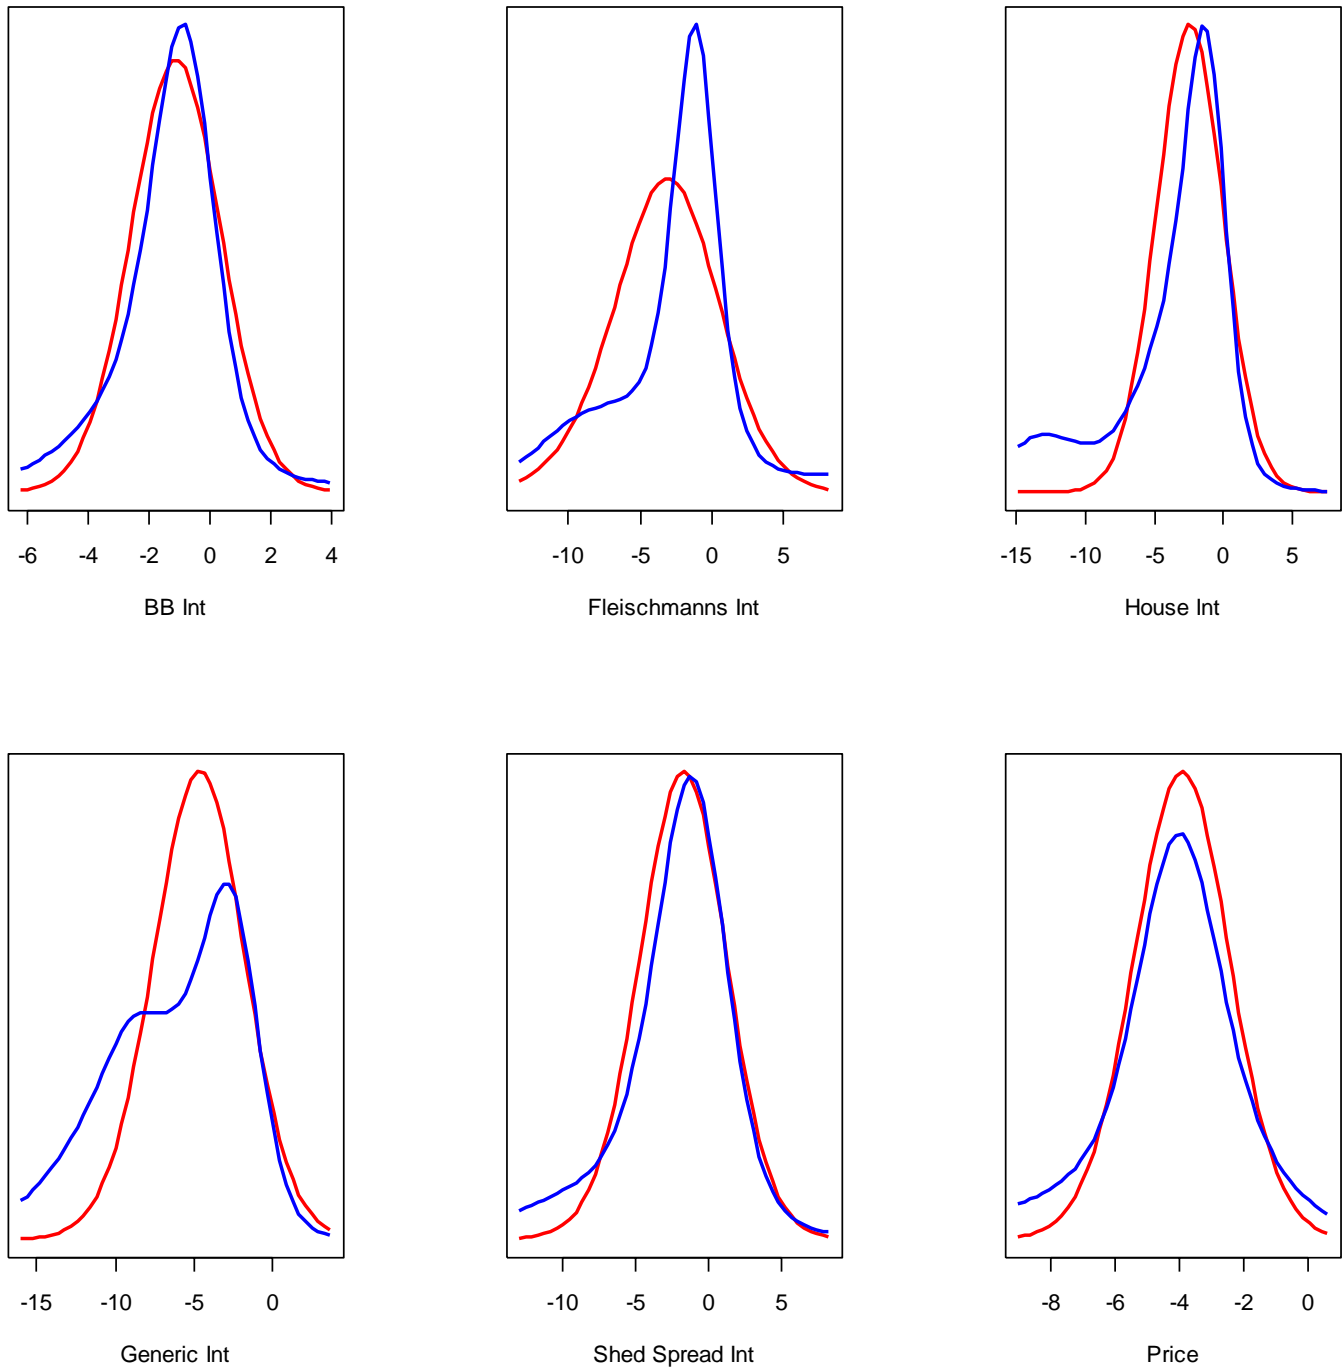 -6 -4 -2 0 2 4
BB Int
-10 -5 0 5
Fleischmanns Int
-15 -10 -5 0 5
House Int
-15 -10 -5 0
Generic Int
-10 -5 0 5
Shed Spread Int
-8 -6 -4 -2 0
Price